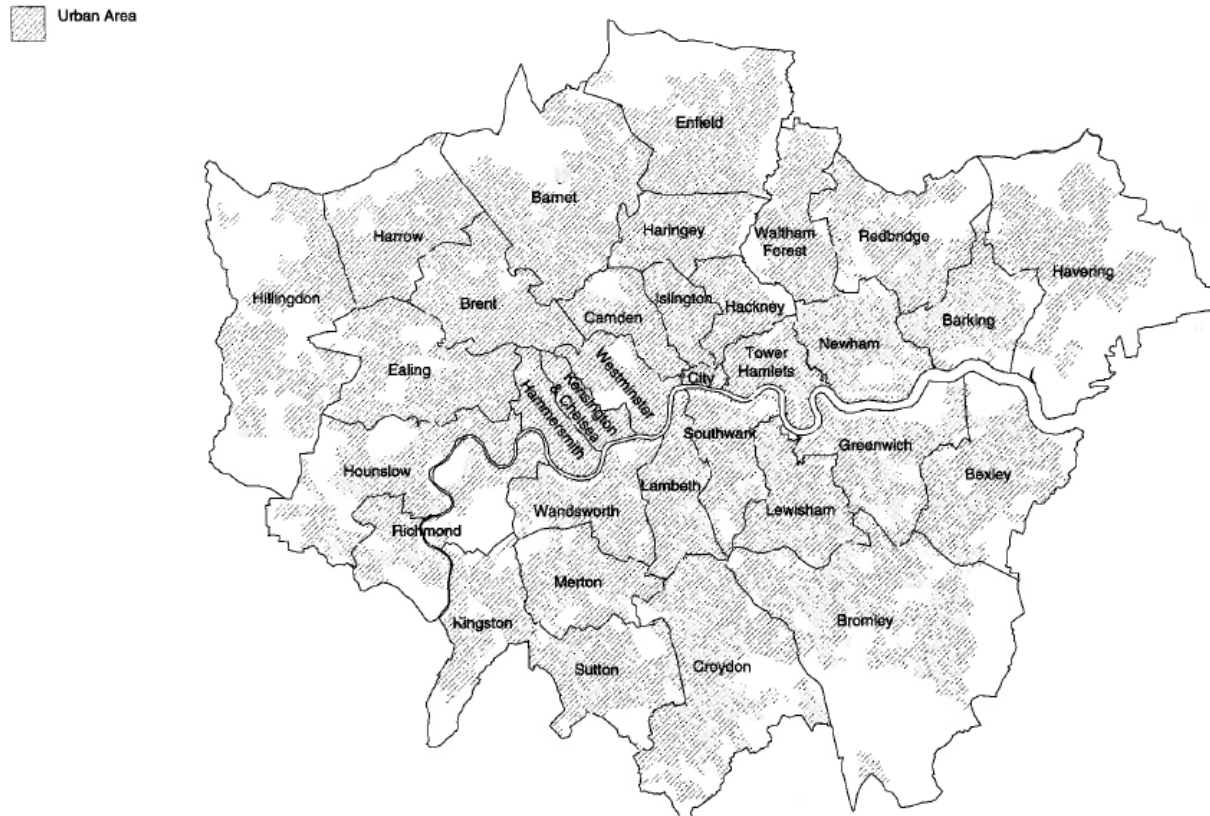 Urban Area
Enfield
Barnet
Harrow
Haringey
Waltham
Forest
Redbridge
Havering
Hillingdon
Brent
Camden
Islington
Hackney
Newham
Barking
Ealing
Westminster
Kensington
& Chelsea
Hammersmith
City
Tower
Hamlets
Hounslow
Southwark
Greenwich
Bexley
Richmond
Wandsworth
Lambeth
Lewisham
Merton
Kingston
Sutton
Croydon
Bromley